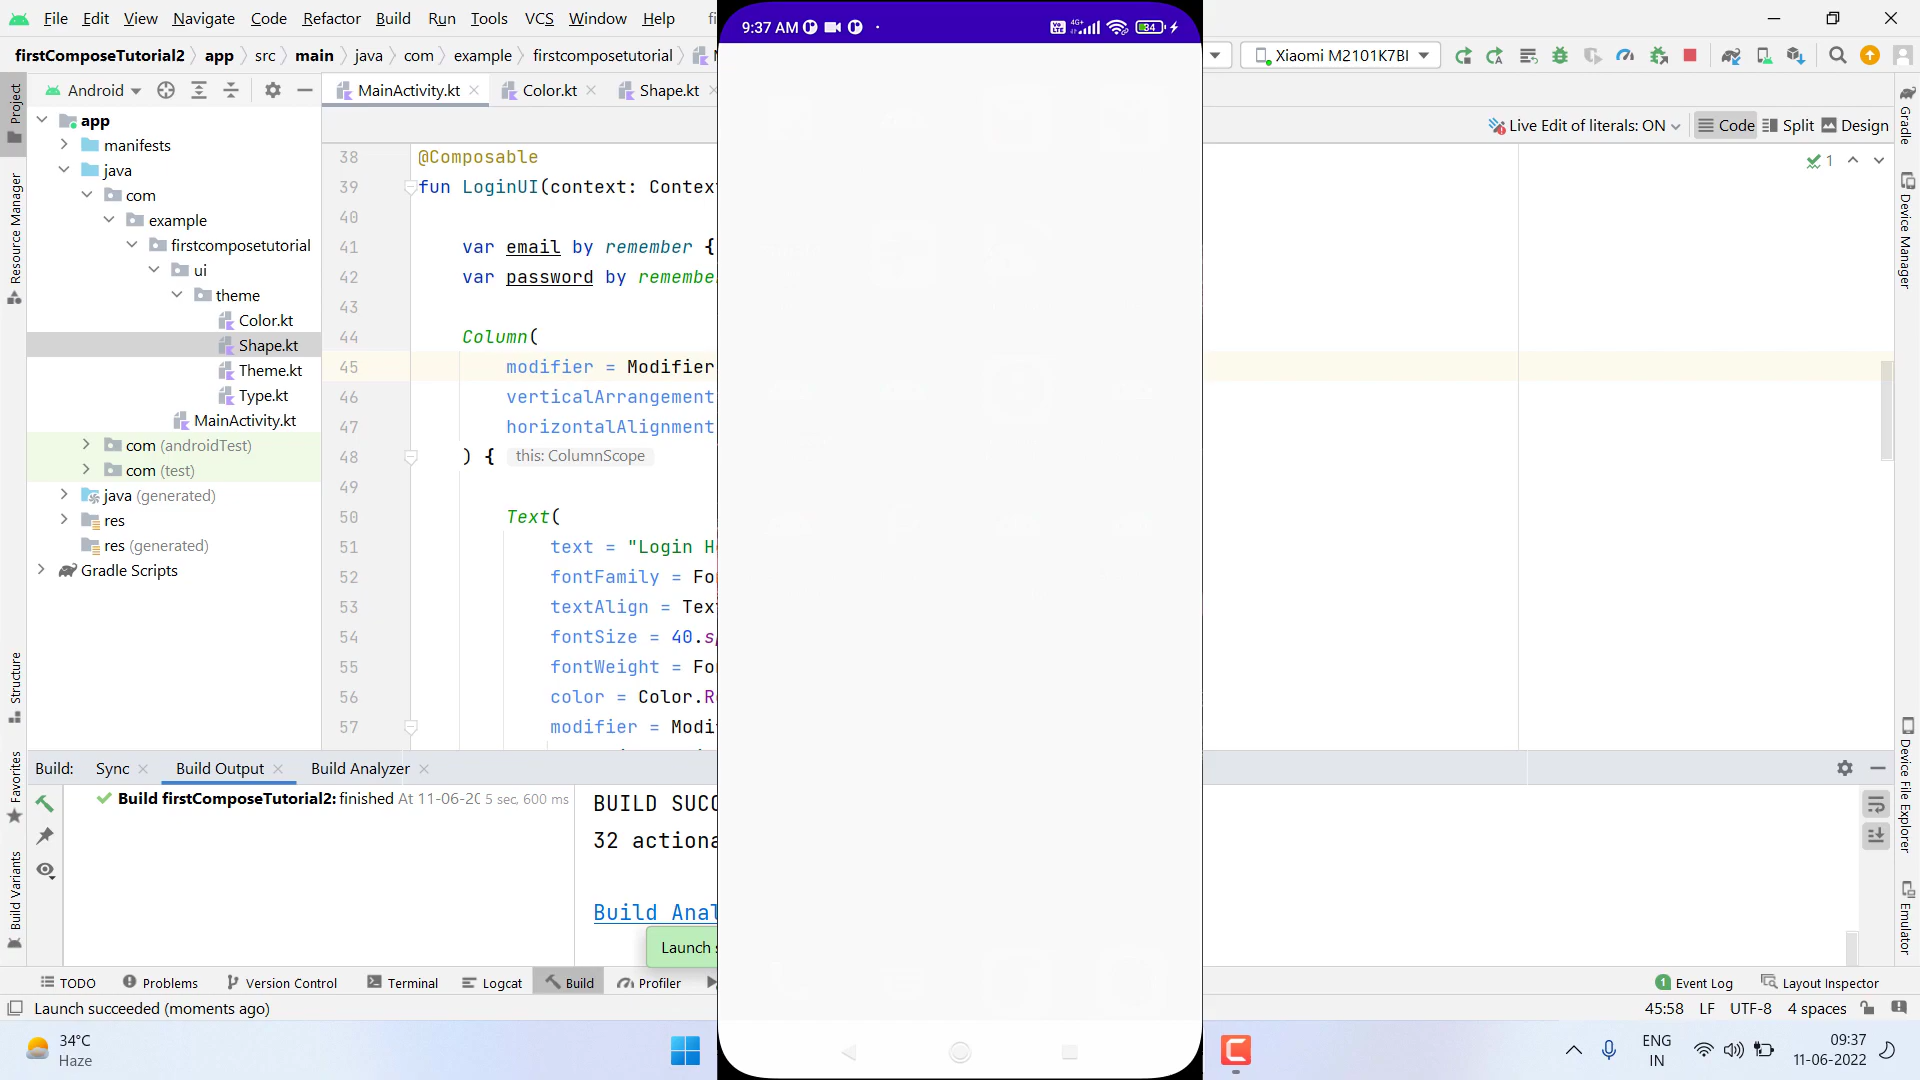 File Edit View Navigate Code Refactor Build Run Tools VCS Window Help
9:37 AM
4G+
84
firstComposeTutorial2 app src main java com example firstcomposetutorial
Xiaomi M2101K7BI
Android
MainActivity.kt
Color.kt
Shape.kt
Live Edit of literals: ON
Code
Split
Design
Project
Resource Manager
Structure
Favorites
Build Variants
Gradle
Device Manager
Device File Explorer
Emulator
app
manifests
java
com
example
firstcomposetutorial
ui
theme
Color.kt
Shape.kt
Theme.kt
Type.kt
MainActivity.kt
com (androidTest)
com (test)
java (generated)
res
res (generated)
Gradle Scripts
1
38 @Composable
39 fun LoginUI(context: Context
40
41 var email by remember {
42 var password by remember
43
44 Column(
45 modifier = Modifier
46 verticalArrangement
47 horizontalAlignment
48 ) { this: ColumnScope
49
50 Text(
51 text = "Login H
52 fontFamily = Fo
53 textAlign = Tex
54 fontSize = 40.s
55 fontWeight = Fo
56 color = Color.R
57 modifier = Modi
Build: Sync Build Output Build Analyzer
Build firstComposeTutorial2: finished At 11-06-20 5 sec, 600 ms
BUILD SUCC
32 actiona
Build Anal
Launch s
TODO Problems Version Control Terminal Logcat Build Profiler
1 Event Log Layout Inspector
Launch succeeded (moments ago)
45:58 LF UTF-8 4 spaces
34°C
Haze
ENG
IN
09:37
11-06-2022